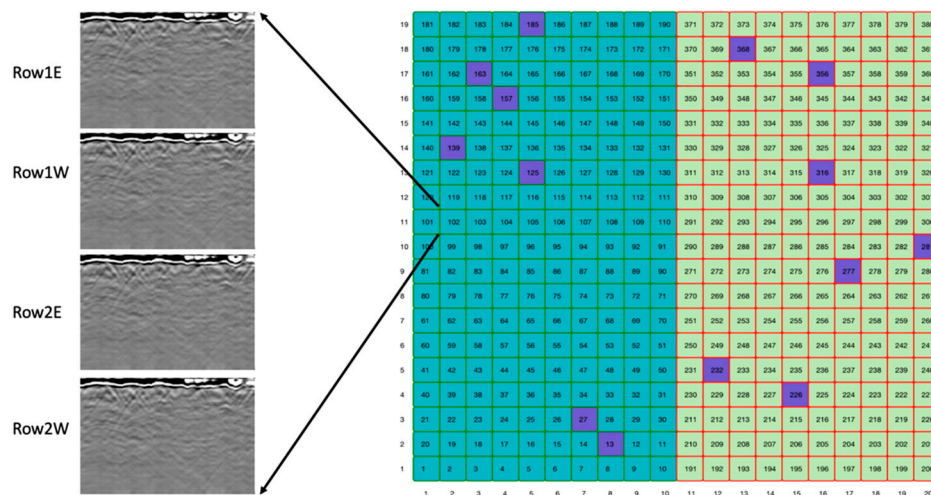 Row1E
Row1W
Row2E
Row2W
19 181 182 183 184 185 186 187 188 189 190 371 372 373 374 375 376 377 378 379 380
18 180 179 178 177 176 175 174 173 172 171 370 369 368 367 366 365 364 363 362 361
17 161 162 163 164 165 166 167 168 169 170 351 352 353 354 355 356 357 358 359 360
16 160 159 158 157 156 155 154 153 152 151 350 349 348 347 346 345 344 343 342 341
15 141 142 143 144 145 146 147 148 149 150 331 332 333 334 335 336 337 338 339 340
14 140 139 138 137 136 135 134 133 132 131 330 329 328 327 326 325 324 323 322 321
13 121 122 123 124 125 126 127 128 129 130 311 312 313 314 315 316 317 318 319 320
12 120 119 118 117 116 115 114 113 112 111 310 309 308 307 306 305 304 303 302 301
11 101 102 103 104 105 106 107 108 109 110 291 292 293 294 295 296 297 298 299 300
10 100 99 98 97 96 95 94 93 92 91 290 289 288 287 286 285 284 283 282 281
9 81 82 83 84 85 86 87 88 89 90 271 272 273 274 275 276 277 278 279 280
8 80 79 78 77 76 75 74 73 72 71 270 269 268 267 266 265 264 263 262 261
7 61 62 63 64 65 66 67 68 69 70 251 252 253 254 255 256 257 258 259 260
6 60 59 58 57 56 55 54 53 52 51 250 249 248 247 246 245 244 243 242 241
5 41 42 43 44 45 46 47 48 49 50 231 232 233 234 235 236 237 238 239 240
4 40 39 38 37 36 35 34 33 32 31 230 229 228 227 226 225 224 223 222 221
3 21 22 23 24 25 26 27 28 29 30 211 212 213 214 215 216 217 218 219 220
2 20 19 18 17 16 15 14 13 12 11 210 209 208 207 206 205 204 203 202 201
1 1 2 3 4 5 6 7 8 9 10 191 192 193 194 195 196 197 198 199 200
1 2 3 4 5 6 7 8 9 10 11 12 13 14 15 16 17 18 19 20